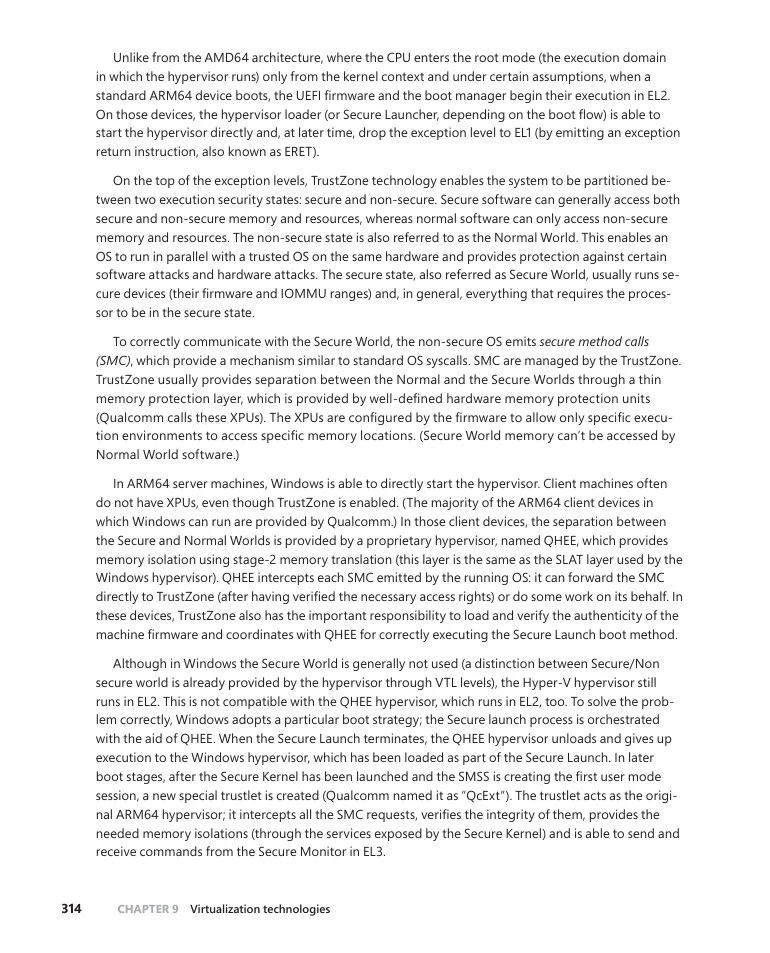 Unlike from the AMD64 architecture, where the CPU enters the root mode (the execution domain
in which the hypervisor runs) only from the kernel context and under certain assumptions, when a
standard ARM64 device boots, the UEFI firmware and the boot manager begin their execution in EL2.
On those devices, the hypervisor loader (or Secure Launcher, depending on the boot flow) is able to
start the hypervisor directly and, at later time, drop the exception level to EL1 (by emitting an exception
return instruction, also known as ERET).
On the top of the exception levels, TrustZone technology enables the system to be partitioned be-
tween two execution security states: secure and non-secure. Secure software can generally access both
secure and non-secure memory and resources, whereas normal software can only access non-secure
memory and resources. The non-secure state is also referred to as the Normal World. This enables an
OS to run in parallel with a trusted OS on the same hardware and provides protection against certain
software attacks and hardware attacks. The secure state, also referred as Secure World, usually runs se-
cure devices (their firmware and IOMMU ranges) and, in general, everything that requires the proces-
sor to be in the secure state.
To correctly communicate with the Secure World, the non-secure OS emits secure method calls
(SMC), which provide a mechanism similar to standard OS syscalls. SMC are managed by the TrustZone.
TrustZone usually provides separation between the Normal and the Secure Worlds through a thin
memory protection layer, which is provided by well-defined hardware memory protection units
(Qualcomm calls these XPUs). The XPUs are configured by the firmware to allow only specific execu-
tion environments to access specific memory locations. (Secure World memory can’t be accessed by
Normal World software.)
In ARM64 server machines, Windows is able to directly start the hypervisor. Client machines often
do not have XPUs, even though TrustZone is enabled. (The majority of the ARM64 client devices in
which Windows can run are provided by Qualcomm.) In those client devices, the separation between
the Secure and Normal Worlds is provided by a proprietary hypervisor, named QHEE, which provides
memory isolation using stage-2 memory translation (this layer is the same as the SLAT layer used by the
Windows hypervisor). QHEE intercepts each SMC emitted by the running OS: it can forward the SMC
directly to TrustZone (after having verified the necessary access rights) or do some work on its behalf. In
these devices, TrustZone also has the important responsibility to load and verify the authenticity of the
machine firmware and coordinates with QHEE for correctly executing the Secure Launch boot method.
Although in Windows the Secure World is generally not used (a distinction between Secure/Non
secure world is already provided by the hypervisor through VTL levels), the Hyper-V hypervisor still
runs in EL2. This is not compatible with the QHEE hypervisor, which runs in EL2, too. To solve the prob-
lem correctly, Windows adopts a particular boot strategy; the Secure launch process is orchestrated
with the aid of QHEE. When the Secure Launch terminates, the QHEE hypervisor unloads and gives up
execution to the Windows hypervisor, which has been loaded as part of the Secure Launch. In later
boot stages, after the Secure Kernel has been launched and the SMSS is creating the first user mode
session, a new special trustlet is created (Qualcomm named it as “QcExt”). The trustlet acts as the origi-
nal ARM64 hypervisor; it intercepts all the SMC requests, verifies the integrity of them, provides the
needed memory isolations (through the services exposed by the Secure Kernel) and is able to send and
receive commands from the Secure Monitor in EL3.
314 CHAPTER 9 Virtualization technologies